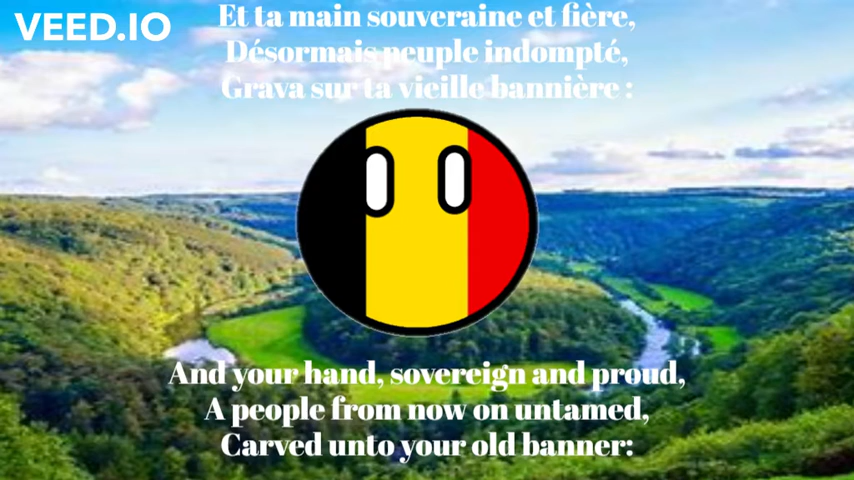 VEED.IO
Et ta main souveraine et fière,
Désormais peuple indompté,
Grava sur ta vieille bannière :
And your hand, sovereign and proud,
A people from now on untamed,
Carved unto your old banner: